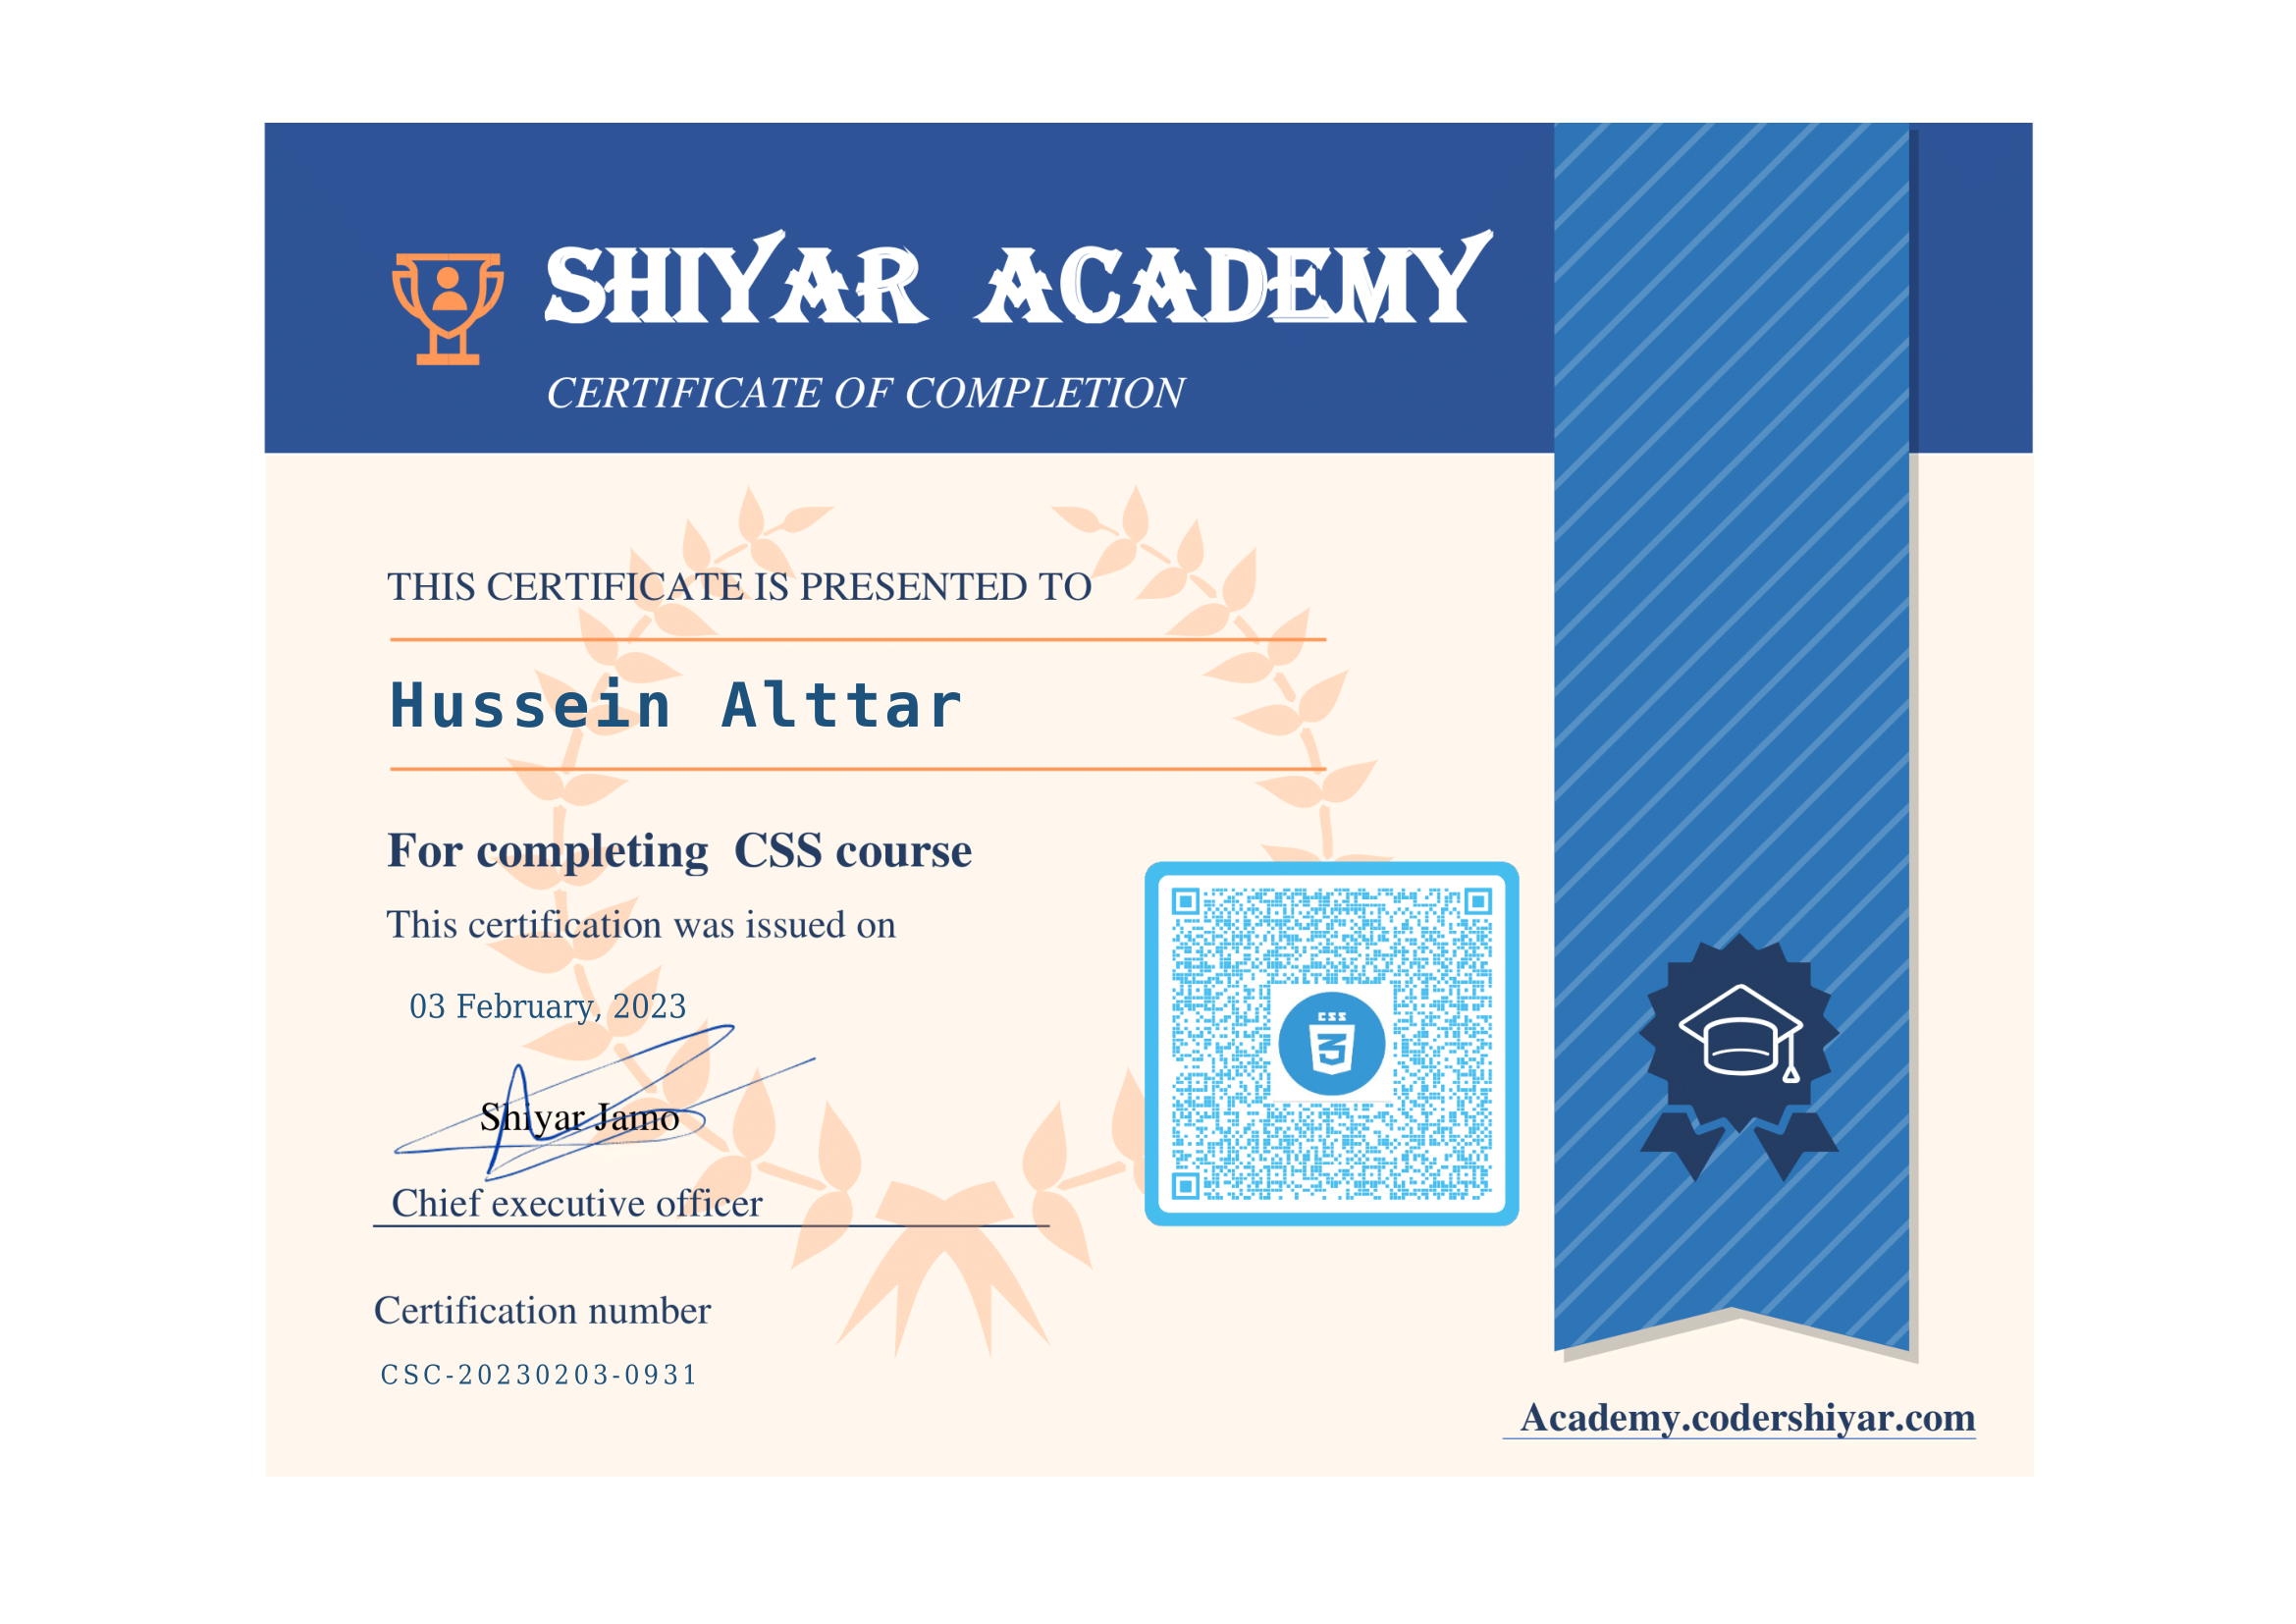 SHIYAR ACADEMY
CERTIFICATE OF COMPLETION
THIS CERTIFICATE IS PRESENTED TO
Hussein Alttar
For completing CSS course
This certification was issued on
03 February, 2023
CSS
Shiyar Jamo
Chief executive officer
Certification number
CSC-20230203-0931
Academy.codershiyar.com